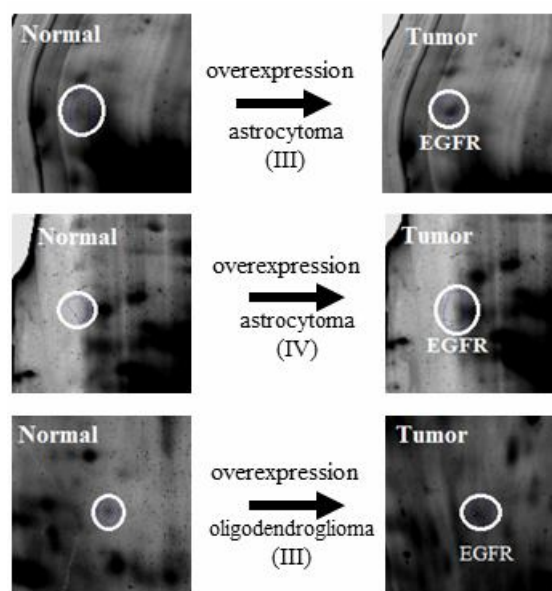 Normal
overexpression
astrocytoma
(III)
Tumor
EGFR
Normal
overexpression
astrocytoma
(IV)
Tumor
EGFR
Normal
overexpression
oligodendroglioma
(III)
Tumor
EGFR